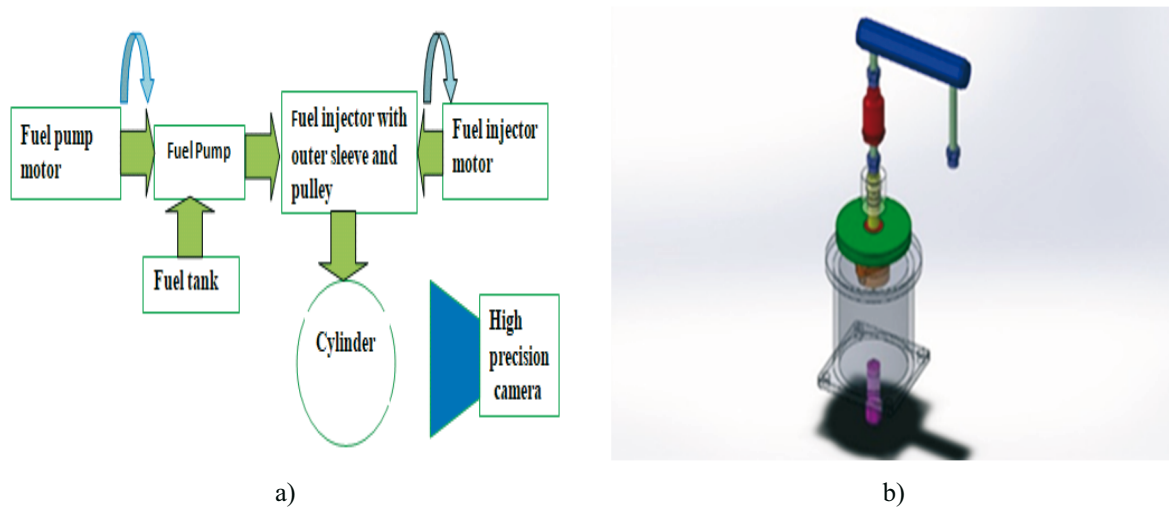 Fuel pump
motor
Fuel Pump
Fuel injector with
outer sleeve and
pulley
Fuel injector
motor
Fuel tank
Cylinder
High
precision
camera
a)
b)